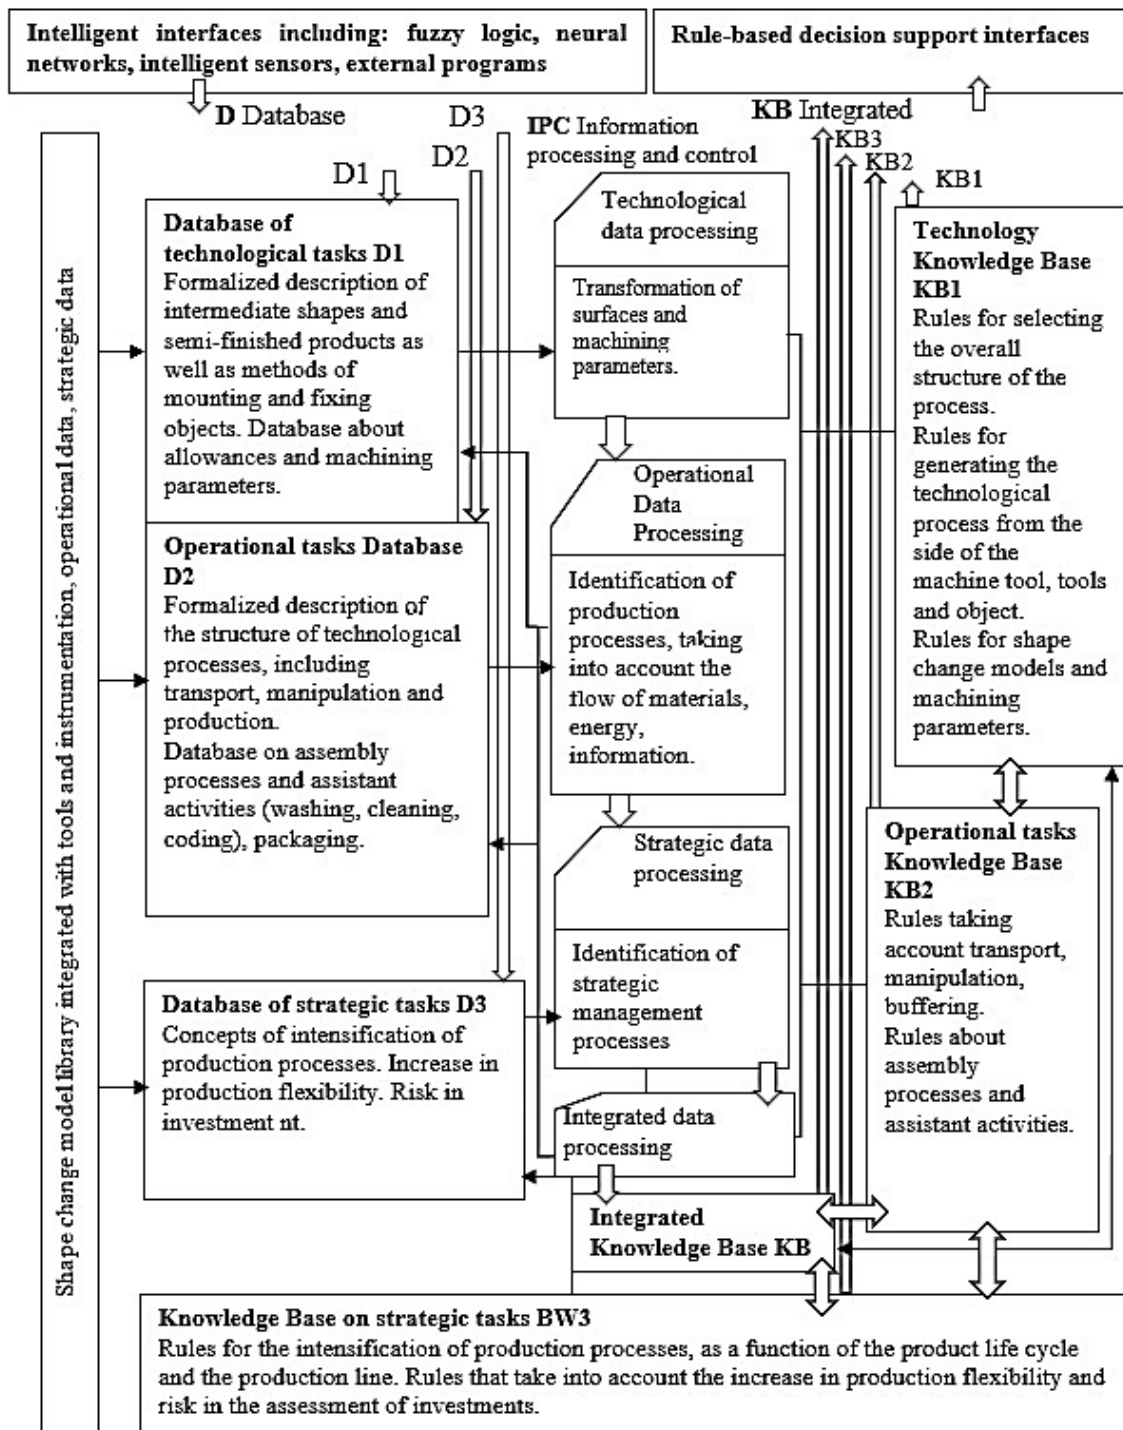 Intelligent interfaces including: fuzzy logic, neural
networks, intelligent sensors, external programs
Rule-based decision support interfaces
D Database
D3
D2
D1
IPC Information
processing and control
KB Integrated
KB3
KB2
KB1
Shape change model library integrated with tools and instrumentation, operational data, strategic data
Database of
technological tasks D1
Formalized description of
intermediate shapes and
semi-finished products as
well as methods of
mounting and fixing
objects. Database about
allowances and machining
parameters.
Operational tasks Database
D2
Formalized description of
the structure of technological
processes, including
transport, manipulation and
production.
Database on assembly
processes and assistant
activities (washing, cleaning,
coding), packaging.
Database of strategic tasks D3
Concepts of intensification of
production processes. Increase in
production flexibility. Risk in
investment nt.
Technological
data processing
Transformation of
surfaces and
machining
parameters.
Operational
Data
Processing
Identification of
production
processes, taking
into account the
flow of materials,
energy,
information.
Strategic data
processing
Identification of
strategic
management
processes
Integrated data
processing
Integrated
Knowledge Base KB
Technology
Knowledge Base
KB1
Rules for selecting
the overall
structure of the
process.
Rules for
generating the
technological
process from the
side of the
machine tool, tools
and object.
Rules for shape
change models and
machining
parameters.
Operational tasks
Knowledge Base
KB2
Rules taking
account transport,
manipulation,
buffering.
Rules about
assembly
processes and
assistant activities.
Knowledge Base on strategic tasks BW3
Rules for the intensification of production processes, as a function of the product life cycle
and the production line. Rules that take into account the increase in production flexibility and
risk in the assessment of investments.